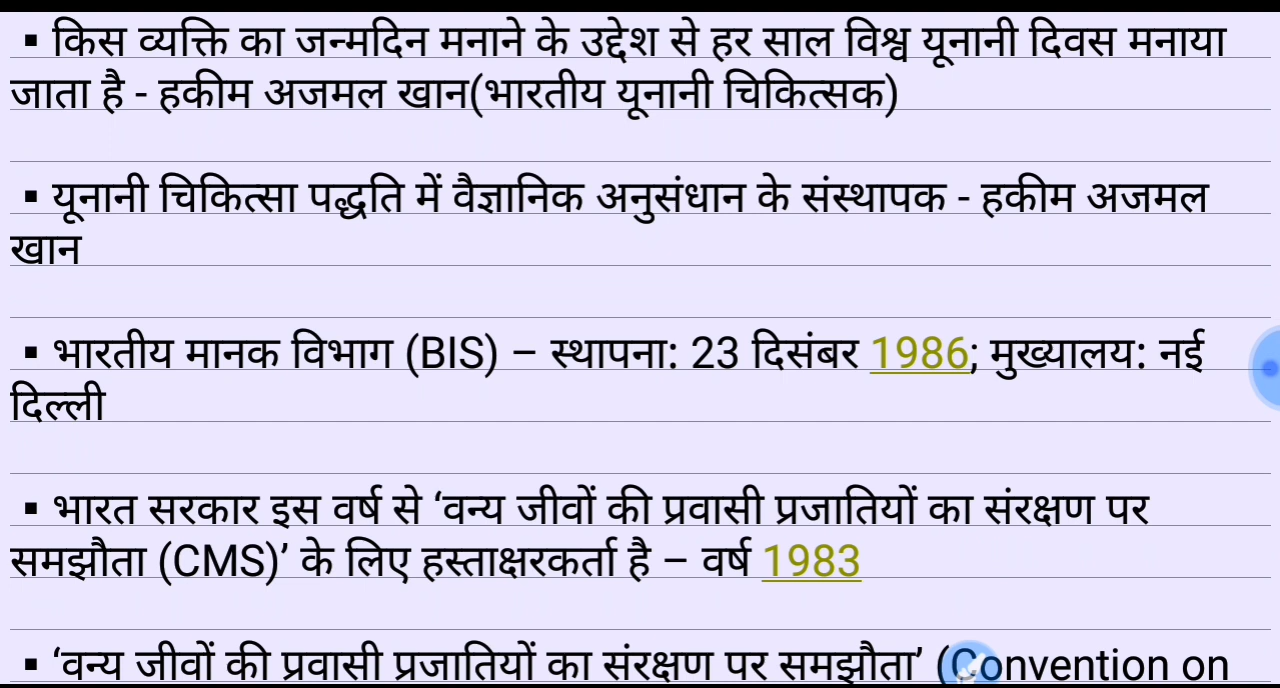 ▪ किस व्यक्ति का जन्मदिन मनाने के उद्देश से हर साल विश्व यूनानी दिवस मनाया
जाता है - हकीम अजमल खान(भारतीय यूनानी चिकित्सक)
▪ यूनानी चिकित्सा पद्धति में वैज्ञानिक अनुसंधान के संस्थापक - हकीम अजमल
खान
▪ भारतीय मानक विभाग (BIS) – स्थापना: 23 दिसंबर 1986; मुख्यालय: नई
दिल्ली
▪ भारत सरकार इस वर्ष से ‘वन्य जीवों की प्रवासी प्रजातियों का संरक्षण पर
समझौता (CMS)’ के लिए हस्ताक्षरकर्ता है – वर्ष 1983
▪ ‘वन्य जीवों की प्रवासी प्रजातियों का संरक्षण पर समझौता’ (Convention on